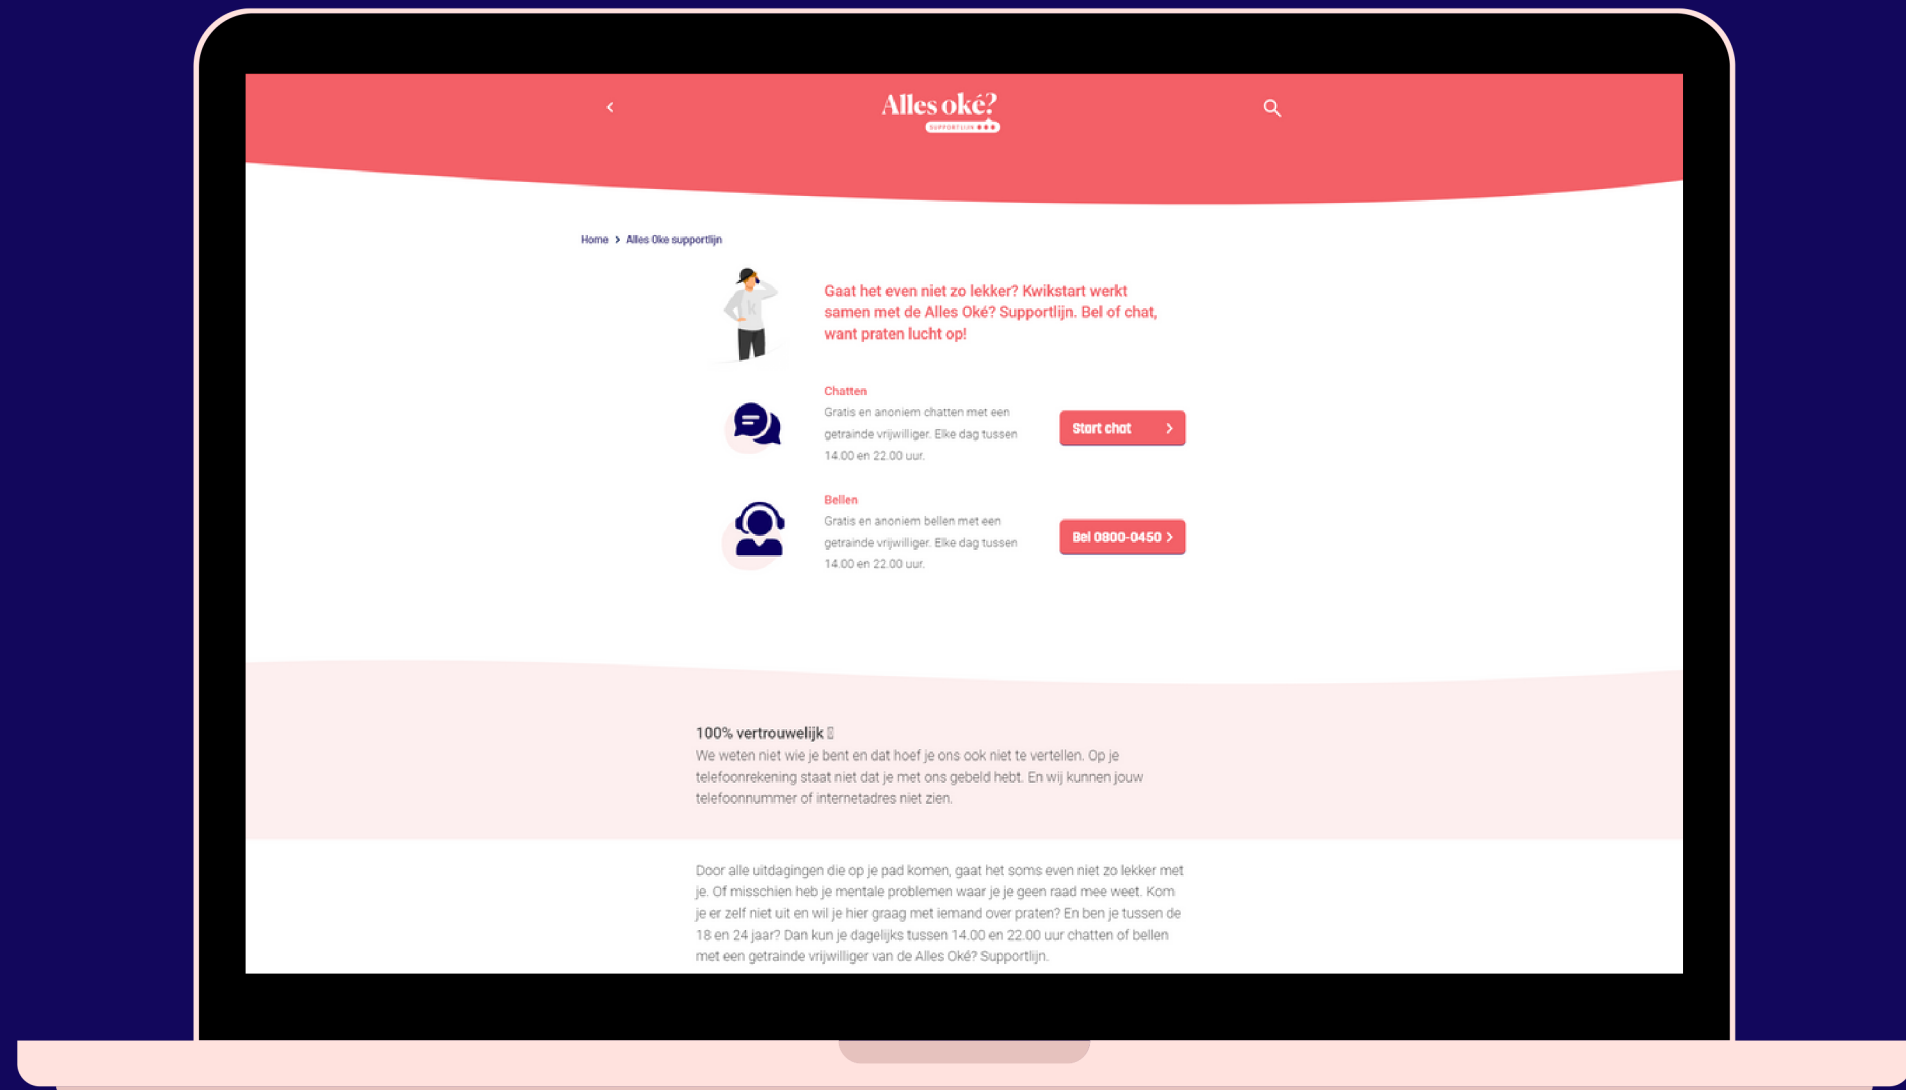 Alles oké?
SUPPORTLIJN
Home > Alles Oke supportlijn
k
Gaat het even niet zo lekker? Kwikstart werkt
samen met de Alles Oké? Supportlijn. Bel of chat,
want praten lucht op!
Chatten
Gratis en anoniem chatten met een
getrainde vrijwilliger. Elke dag tussen
14.00 en 22.00 uur.
Start chat >
Bellen
Gratis en anoniem bellen met een
getrainde vrijwilliger. Elke dag tussen
14.00 en 22.00 uur.
Bel 0800-0450 >
100% vertrouwelijk
We weten niet wie je bent en dat hoef je ons ook niet te vertellen. Op je
telefoonrekening staat niet dat je met ons gebeld hebt. En wij kunnen jouw
telefoonnummer of internetadres niet zien.
Door alle uitdagingen die op je pad komen, gaat het soms even niet zo lekker met
je. Of misschien heb je mentale problemen waar je je geen raad mee weet. Kom
je er zelf niet uit en wil je hier graag met iemand over praten? En ben je tussen de
18 en 24 jaar? Dan kun je dagelijks tussen 14.00 en 22.00 uur chatten of bellen
met een getrainde vrijwilliger van de Alles Oké? Supportlijn.